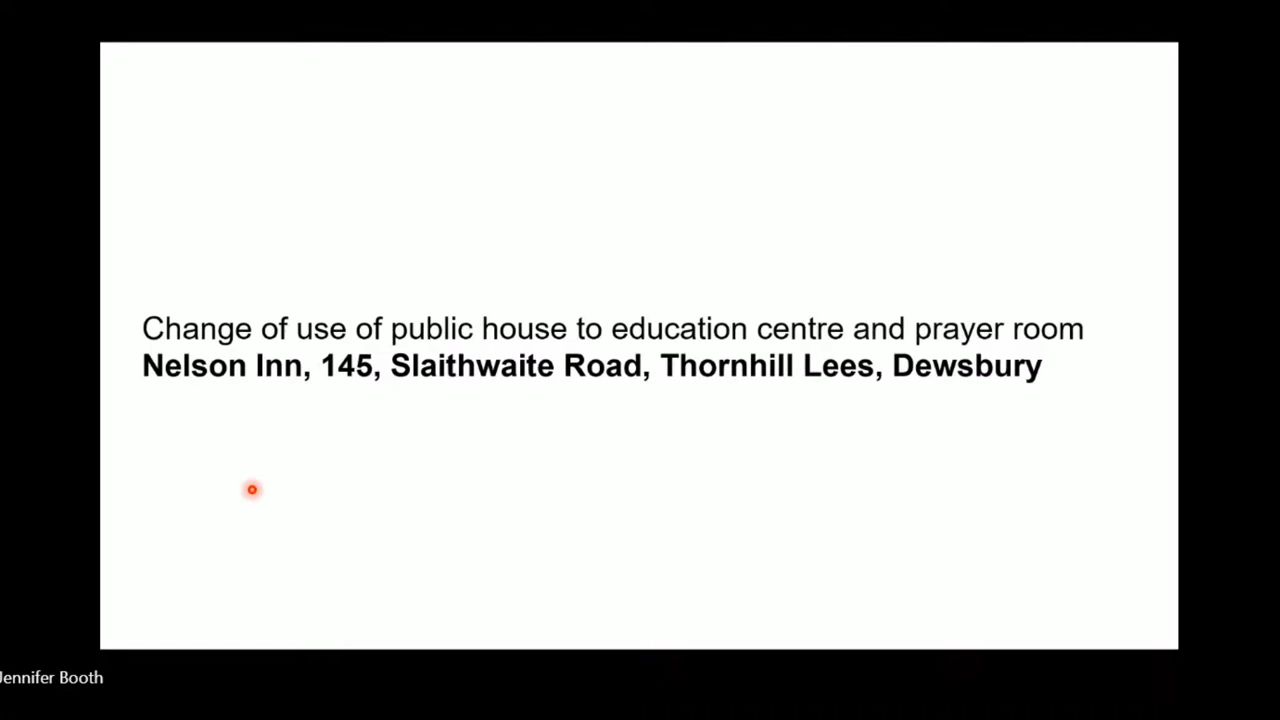 Change of use of public house to education centre and prayer room
Nelson Inn, 145, Slaithwaite Road, Thornhill Lees, Dewsbury
Jennifer Booth